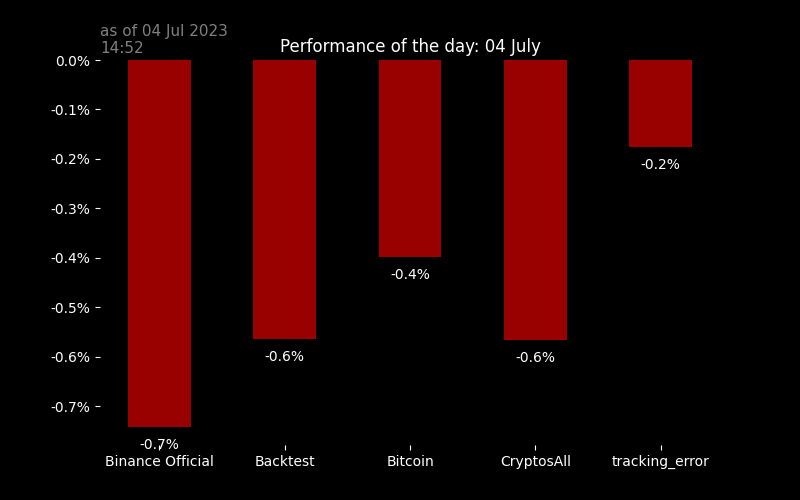 as of 04 Jul 2023
14:52
Performance of the day: 04 July
0.0%
-0.1%
-0.2%
-0.3%
-0.4%
-0.5%
-0.6%
-0.7%
-0.7%
-0.6%
-0.4%
-0.6%
-0.2%
Binance Official
Backtest
Bitcoin
CryptosAll
tracking_error